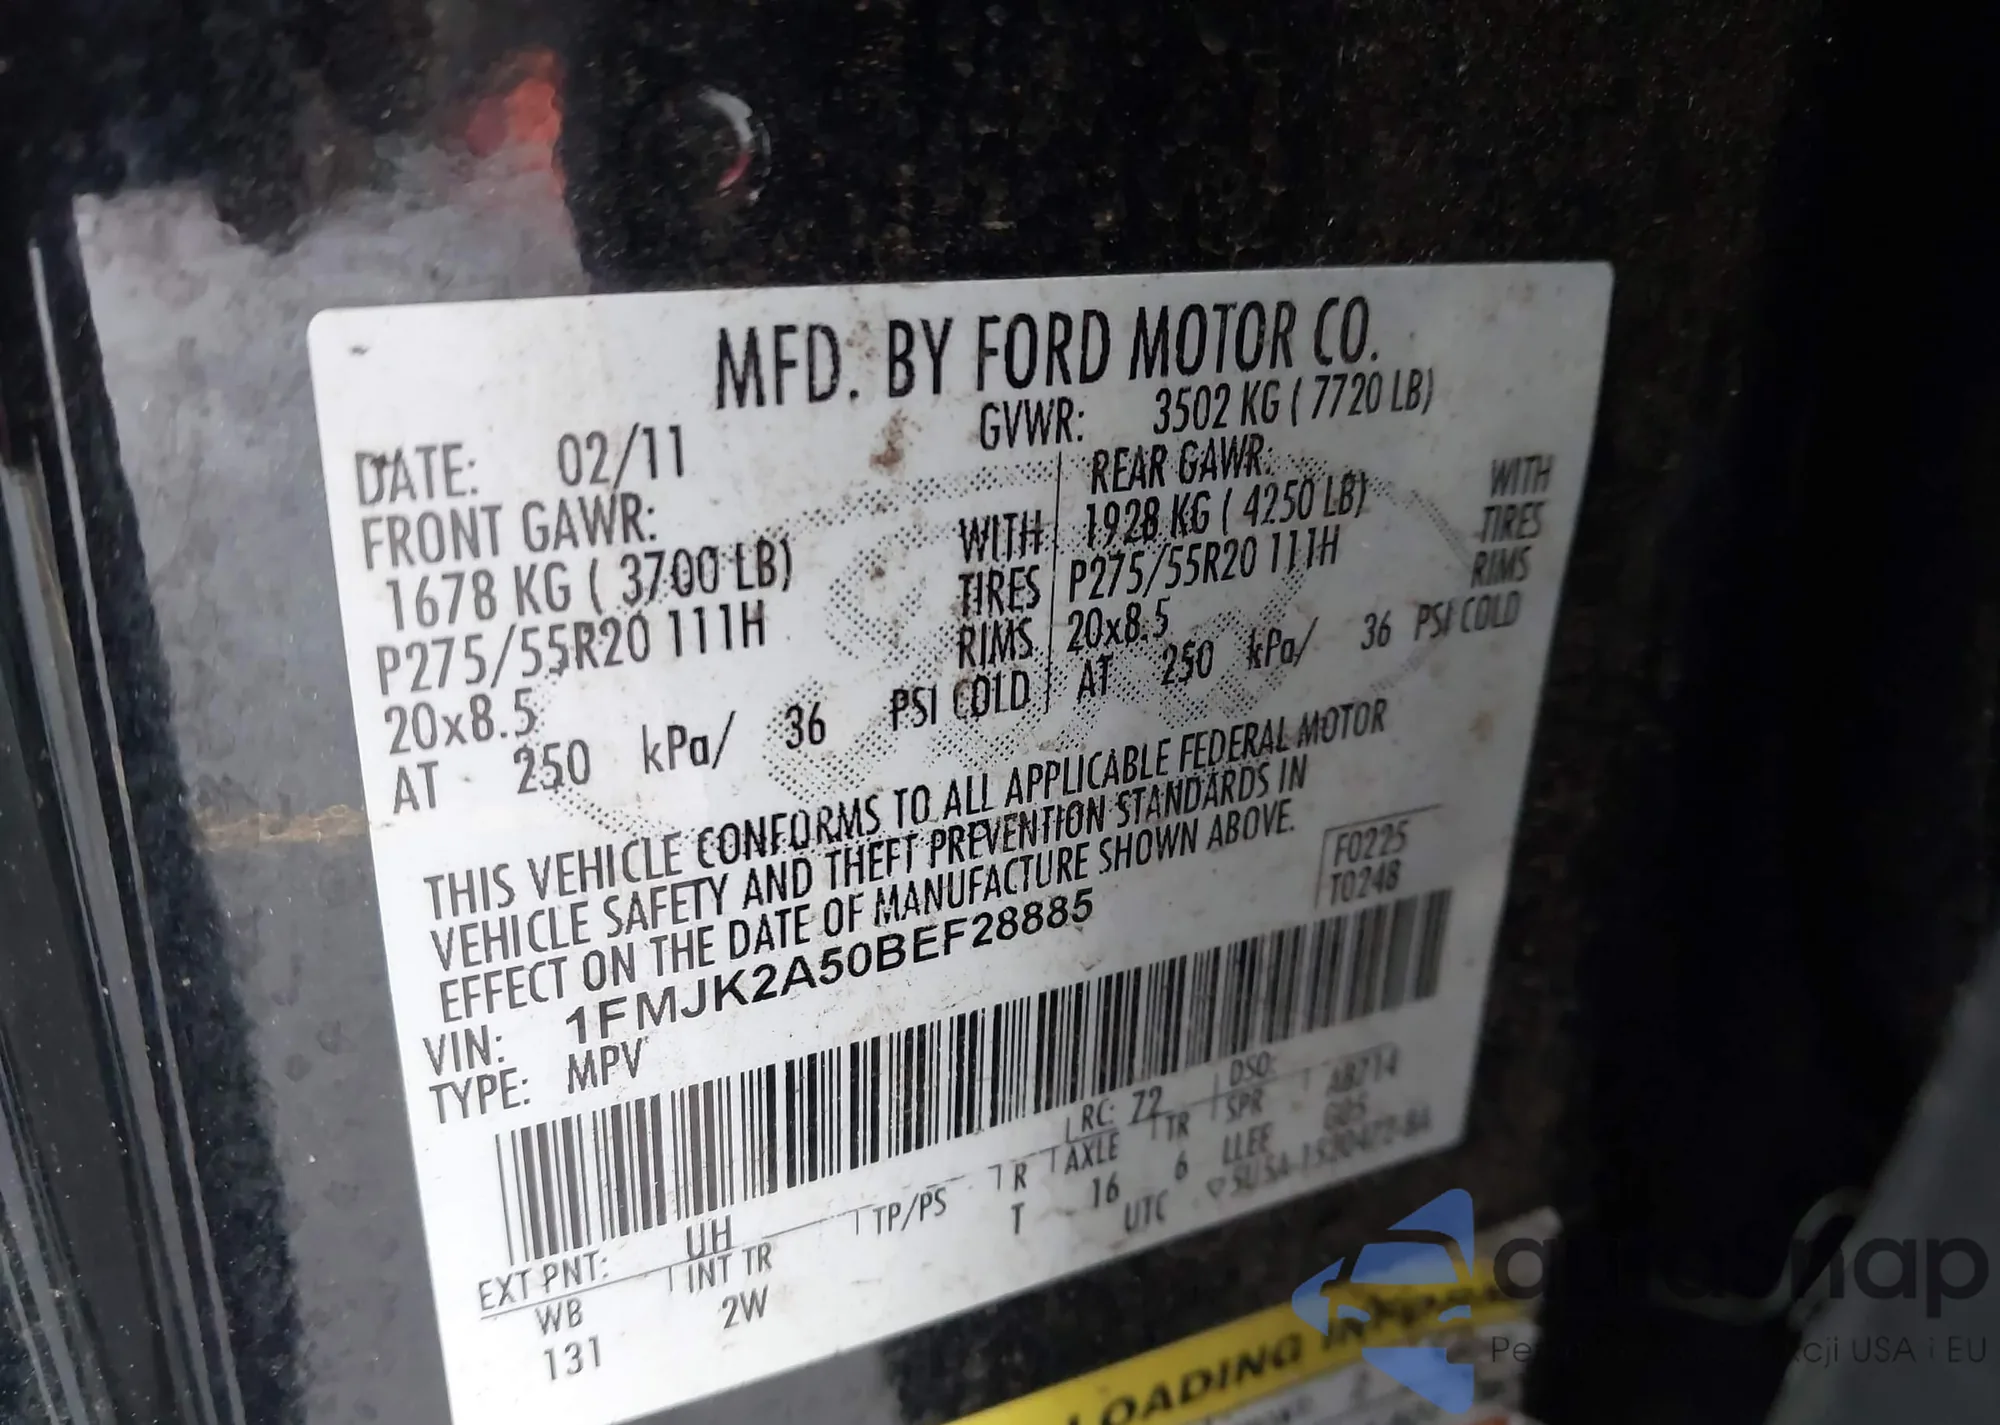 MFD. BY FORD MOTOR CO.
DATE: 02/11 GVWR: 3502 KG ( 7720 LB)
FRONT GAWR: REAR GAWR:
1678 KG ( 3700 LB) WITH 1928 KG ( 4250 LB) WITH
P275/55R20 111H TIRES P275/55R20 111H TIRES
20x8.5 RIMS 20x8.5 RIMS
AT 250 kPa/ 36 PSI COLD AT 250 kPa/ 36 PSI COLD
THIS VEHICLE CONFORMS TO ALL APPLICABLE FEDERAL MOTOR
VEHICLE SAFETY AND THEFT PREVENTION STANDARDS IN
EFFECT ON THE DATE OF MANUFACTURE SHOWN ABOVE.
F0225
T0248
VIN: 1FMJK2A50BEF28885
TYPE: MPV
EXT PNT: UH RC: 72 DSO:
WB INT TR TP/PS R AXLE TR SPR
131 2W T 16 6 LLEE
UTC
LOADING
autosnap
USA i EU